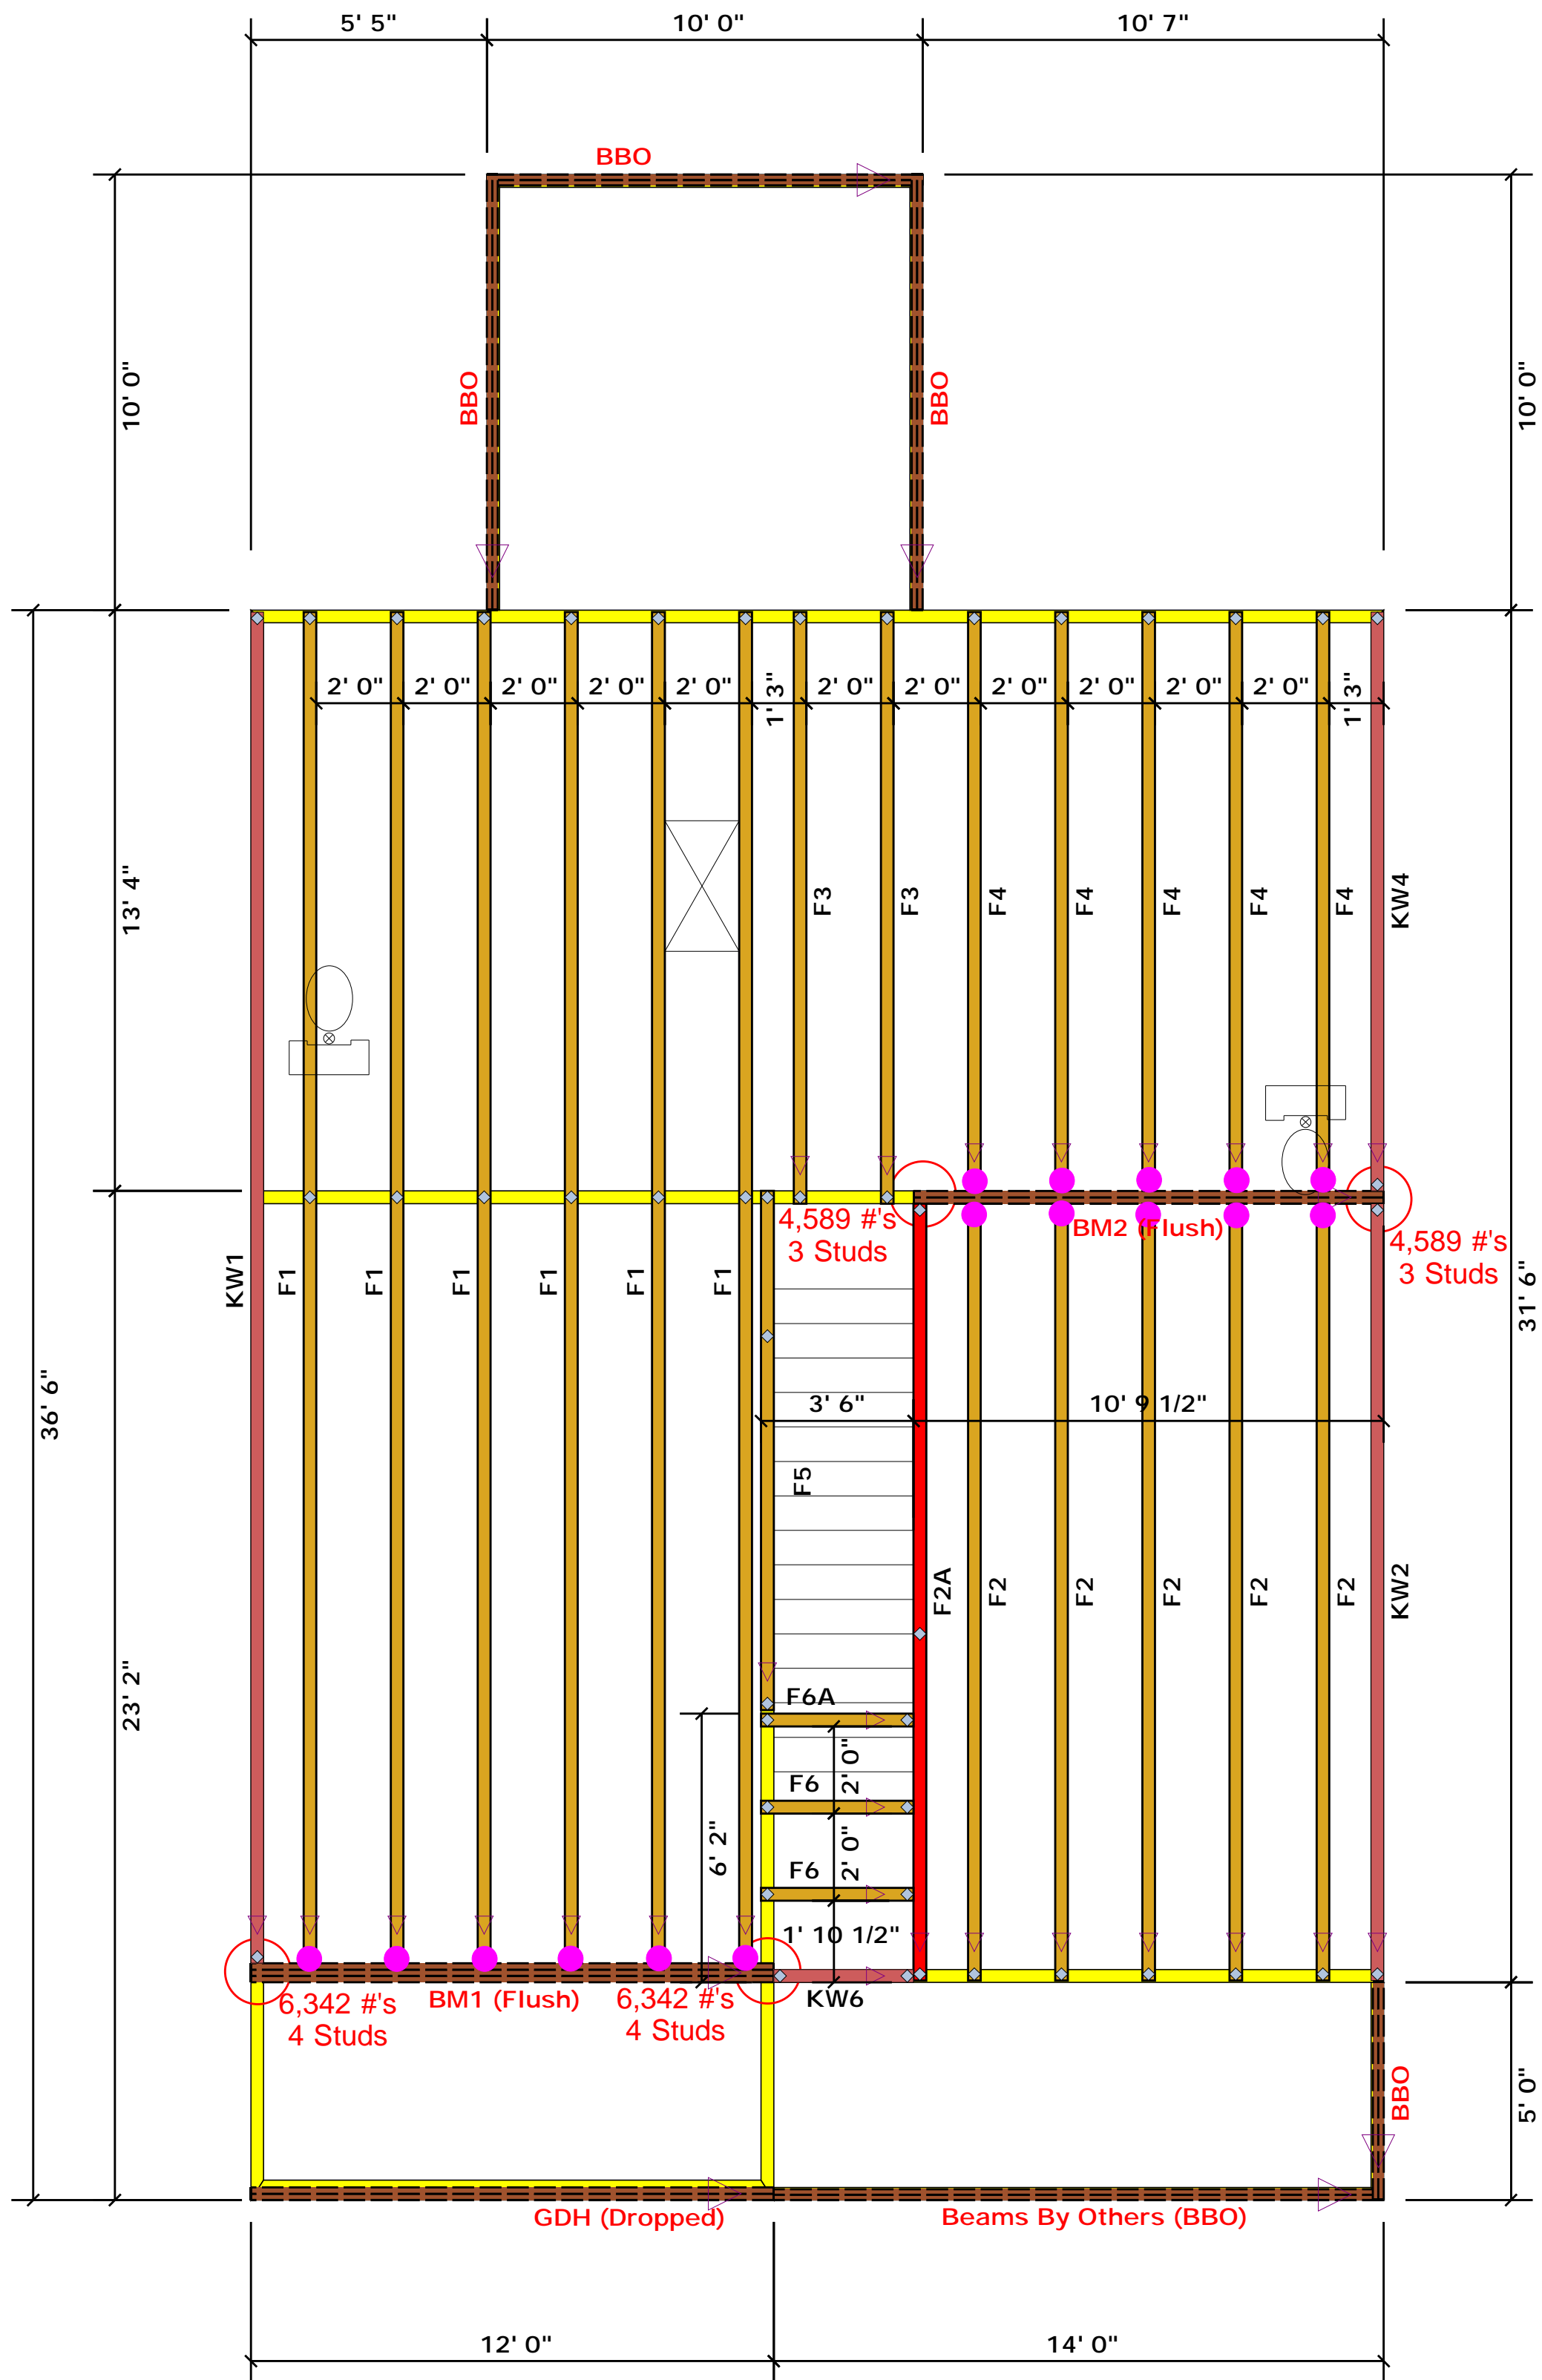 5' 5"
10' 0"
10' 7"
BBO
10' 0"
BBO
BBO
10' 0"
2' 0"
2' 0"
2' 0"
2' 0"
2' 0"
1' 3"
2' 0"
2' 0"
2' 0"
2' 0"
2' 0"
2' 0"
1' 3"
13' 4"
F3
F3
F4
F4
F4
F4
F4
KW4
4,589 #'s
3 Studs
BM2 (Flush)
4,589 #'s
3 Studs
KW1
F1
F1
F1
F1
F1
F1
31' 6"
36' 6"
3' 6"
10' 9 1/2"
F5
F2A
F2
F2
F2
F2
F2
KW2
23' 2"
F6A
2' 0"
F6
6' 2"
2' 0"
F6
1' 10 1/2"
6,342 #'s
4 Studs
BM1 (Flush)
6,342 #'s
4 Studs
KW6
BBO
5' 0"
GDH (Dropped)
Beams By Others (BBO)
12' 0"
14' 0"